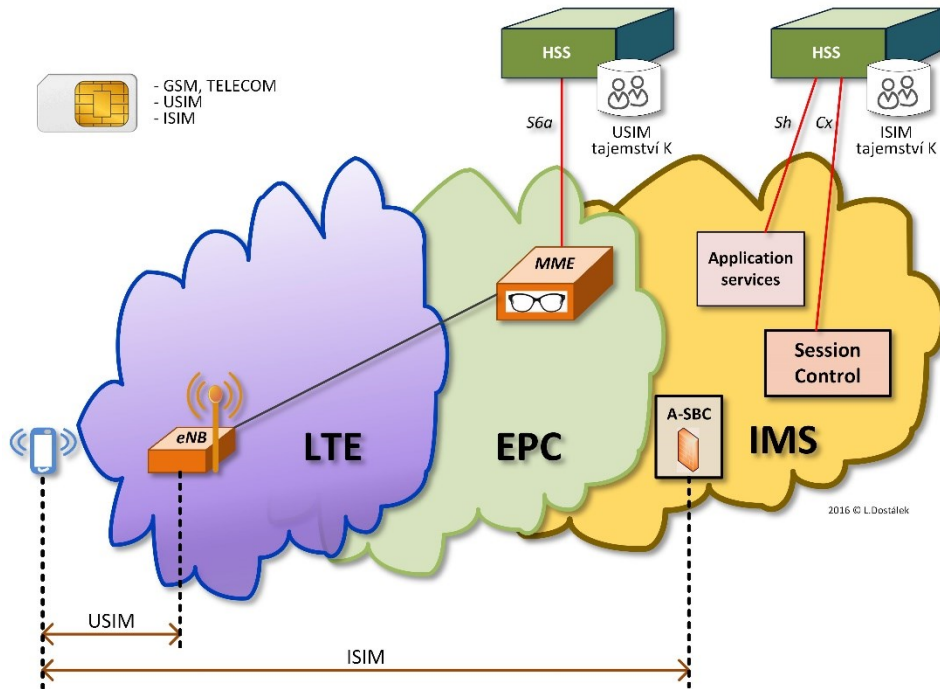 - GSM, TELECOM
- USIM
- ISIM
HSS
USIM
tajemství K
S6a
HSS
ISIM
tajemství K
Sh
Cx
MME
Application
services
Session
Control
A-SBC
eNB
LTE
EPC
IMS
2016 © L.Dostálek
USIM
ISIM